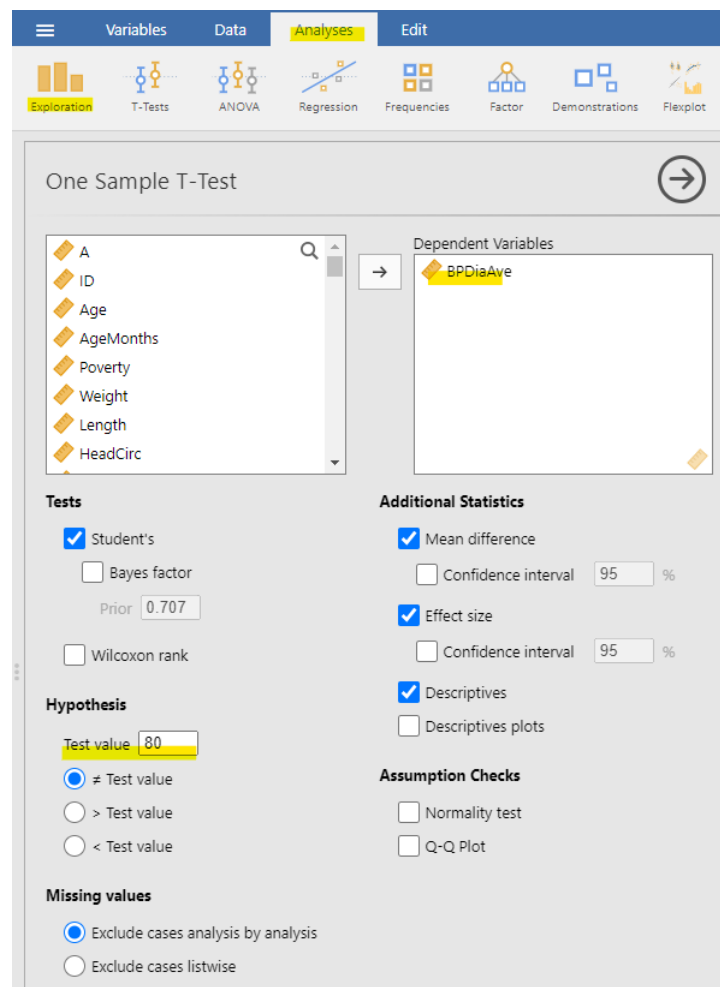 Variables Data Analyses Edit
Exploration T-Tests ANOVA Regression Frequencies Factor Demonstrations Flexplot
One Sample T-Test
A
ID
Age
AgeMonths
Poverty
Weight
Length
HeadCirc
Dependent Variables
BPDiaAve
Tests
Student's
Bayes factor
Prior 0.707
Wilcoxon rank
Hypothesis
Test value 80
≠ Test value
> Test value
< Test value
Missing values
Exclude cases analysis by analysis
Exclude cases listwise
Additional Statistics
Mean difference
Confidence interval 95 %
Effect size
Confidence interval 95 %
Descriptives
Descriptives plots
Assumption Checks
Normality test
Q-Q Plot